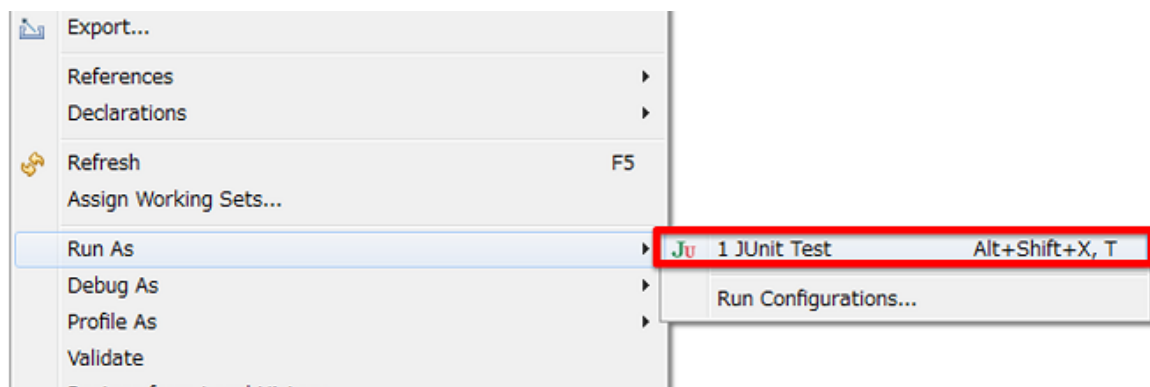 Export...
References
Declarations
Refresh F5
Assign Working Sets...
Run As
JU 1 JUnit Test Alt+Shift+X, T
Debug As
Run Configurations...
Profile As
Validate